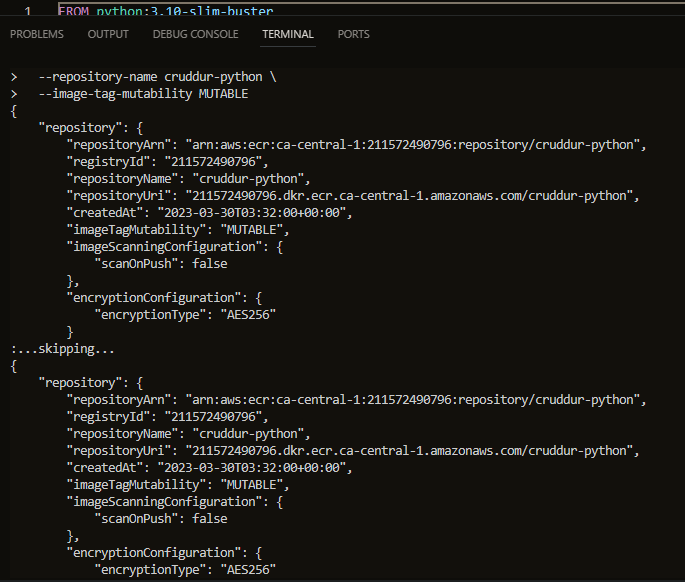 1 FROM python:3.10-slim-buster
PROBLEMS OUTPUT DEBUG CONSOLE TERMINAL PORTS
> --repository-name cruddur-python \
> --image-tag-mutability MUTABLE
{
    "repository": {
        "repositoryArn": "arn:aws:ecr:ca-central-1:211572490796:repository/cruddur-python",
        "registryId": "211572490796",
        "repositoryName": "cruddur-python",
        "repositoryUri": "211572490796.dkr.ecr.ca-central-1.amazonaws.com/cruddur-python",
        "createdAt": "2023-03-30T03:32:00+00:00",
        "imageTagMutability": "MUTABLE",
        "imageScanningConfiguration": {
            "scanOnPush": false
        },
        "encryptionConfiguration": {
            "encryptionType": "AES256"
        }
:...skipping...
{
    "repository": {
        "repositoryArn": "arn:aws:ecr:ca-central-1:211572490796:repository/cruddur-python",
        "registryId": "211572490796",
        "repositoryName": "cruddur-python",
        "repositoryUri": "211572490796.dkr.ecr.ca-central-1.amazonaws.com/cruddur-python",
        "createdAt": "2023-03-30T03:32:00+00:00",
        "imageTagMutability": "MUTABLE",
        "imageScanningConfiguration": {
            "scanOnPush": false
        },
        "encryptionConfiguration": {
            "encryptionType": "AES256"